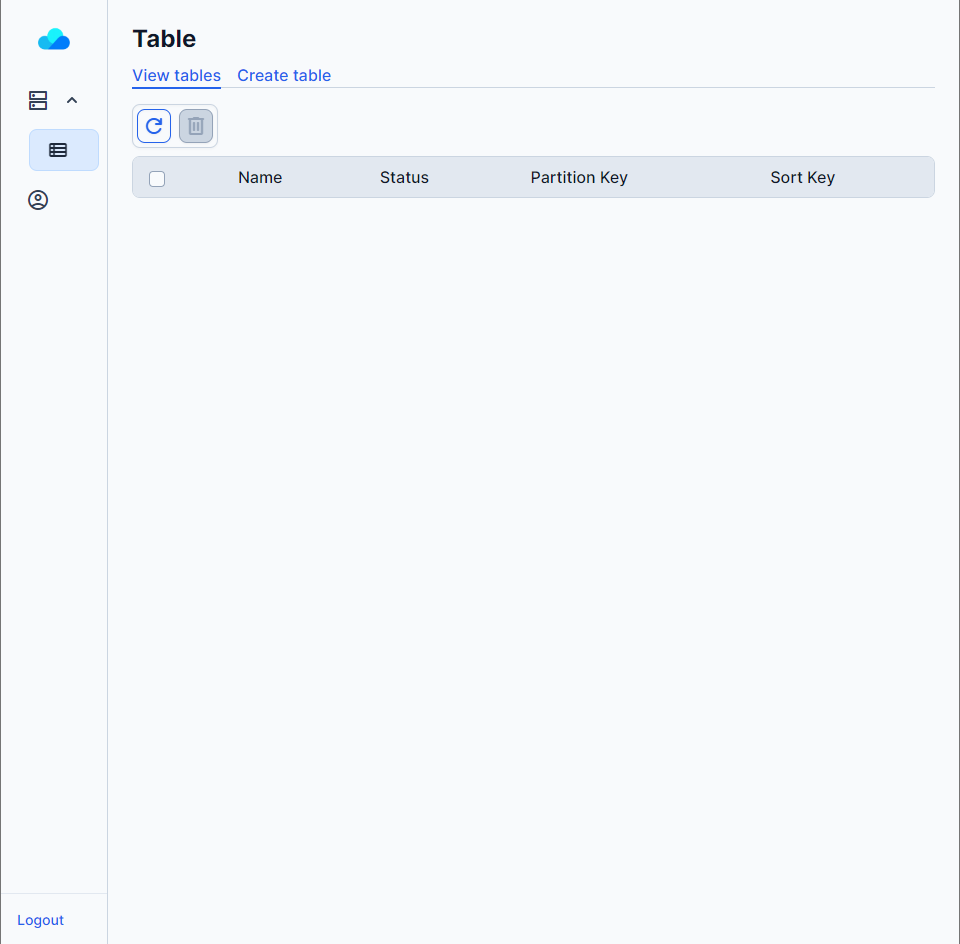 Table
View tables Create table
Name Status Partition Key Sort Key
Logout